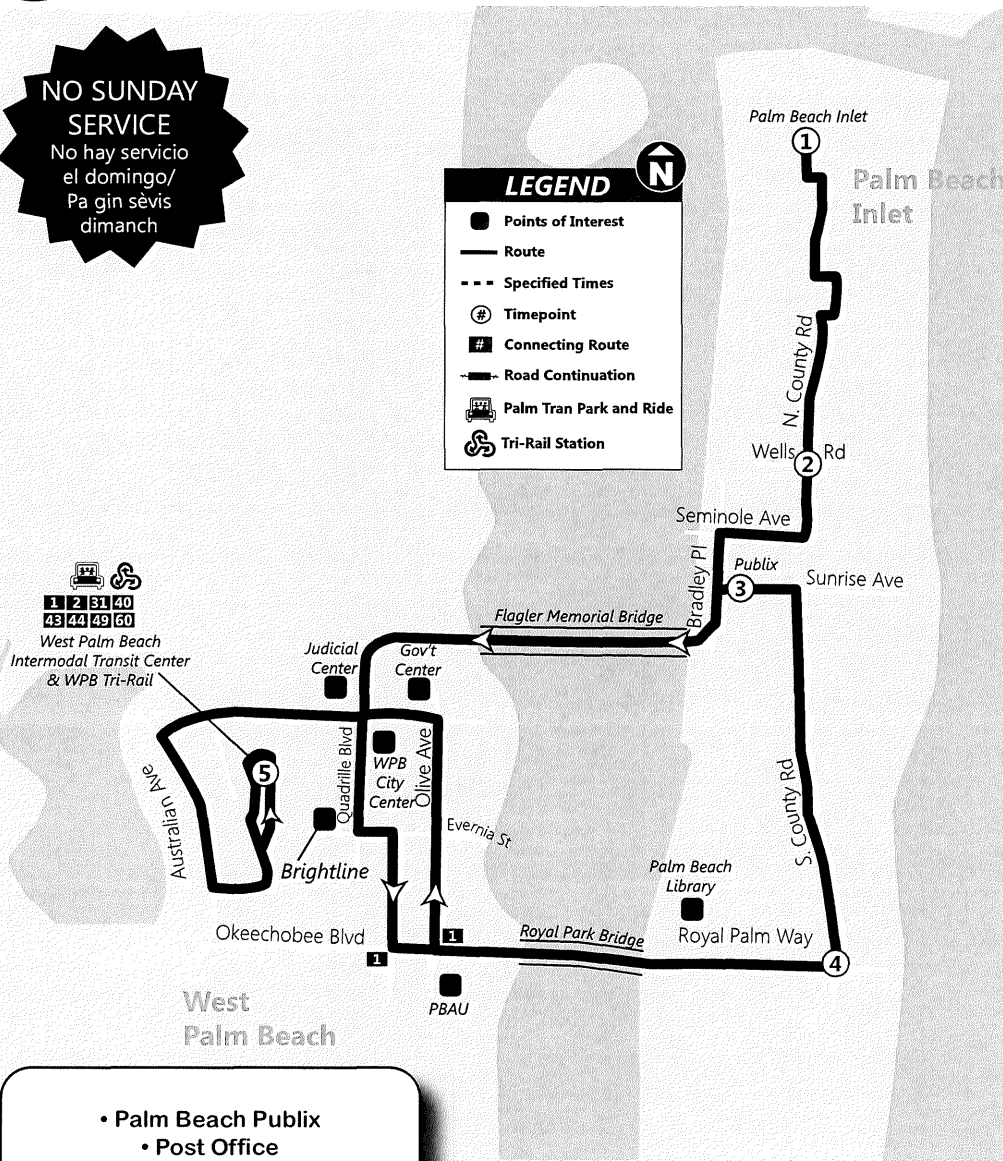 NO SUNDAY
SERVICE
No hay servicio
el domingo/
Pa gin sèvis
dimanch
LEGEND
N
Points of Interest
Route
Specified Times
# Timepoint
# Connecting Route
Road Continuation
Palm Tran Park and Ride
Tri-Rail Station
Palm Beach Inlet
1
Palm Beach
Inlet
N. County Rd
Wells Rd
2
Seminole Ave
Bradley Pl
Publix
3
Sunrise Ave
Flagler Memorial Bridge
1 2 31 40
43 44 49 60
West Palm Beach
Intermodal Transit Center
& WPB Tri-Rail
Judicial
Center
Gov't
Center
5
Australian Ave
Quadrille Blvd
WPB
City
Center
Olive Ave
Evernia St
Brightline
S. County Rd
Palm Beach
Library
Okeechobee Blvd
1
1
Royal Park Bridge
Royal Palm Way
4
PBAU
West
Palm Beach
• Palm Beach Publix
• Post Office